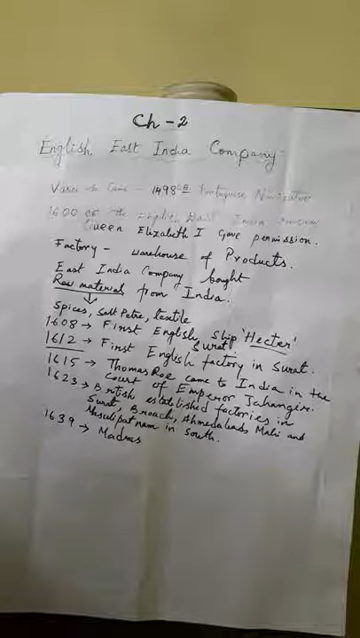 Ch - 2
English East India Company
Vasco da Gama - 1498 CE Portuguese Navigator
1600 CE the English East India
Queen Elizabeth I gave permission.
Factory - warehouse of Products.
East India Company bought
Raw materials from India.
↓
Spices, Salt Petre, textile
1608 → First English Ship 'Hector'
Surat
1612 → First English factory in Surat.
1615 → Thomas Roe came to India in the
Court of Emperor Jahangir.
1623 → British established factories in
Surat, Broach, Ahmedabad, and
Masulipatnam in South.
1639 → Madras